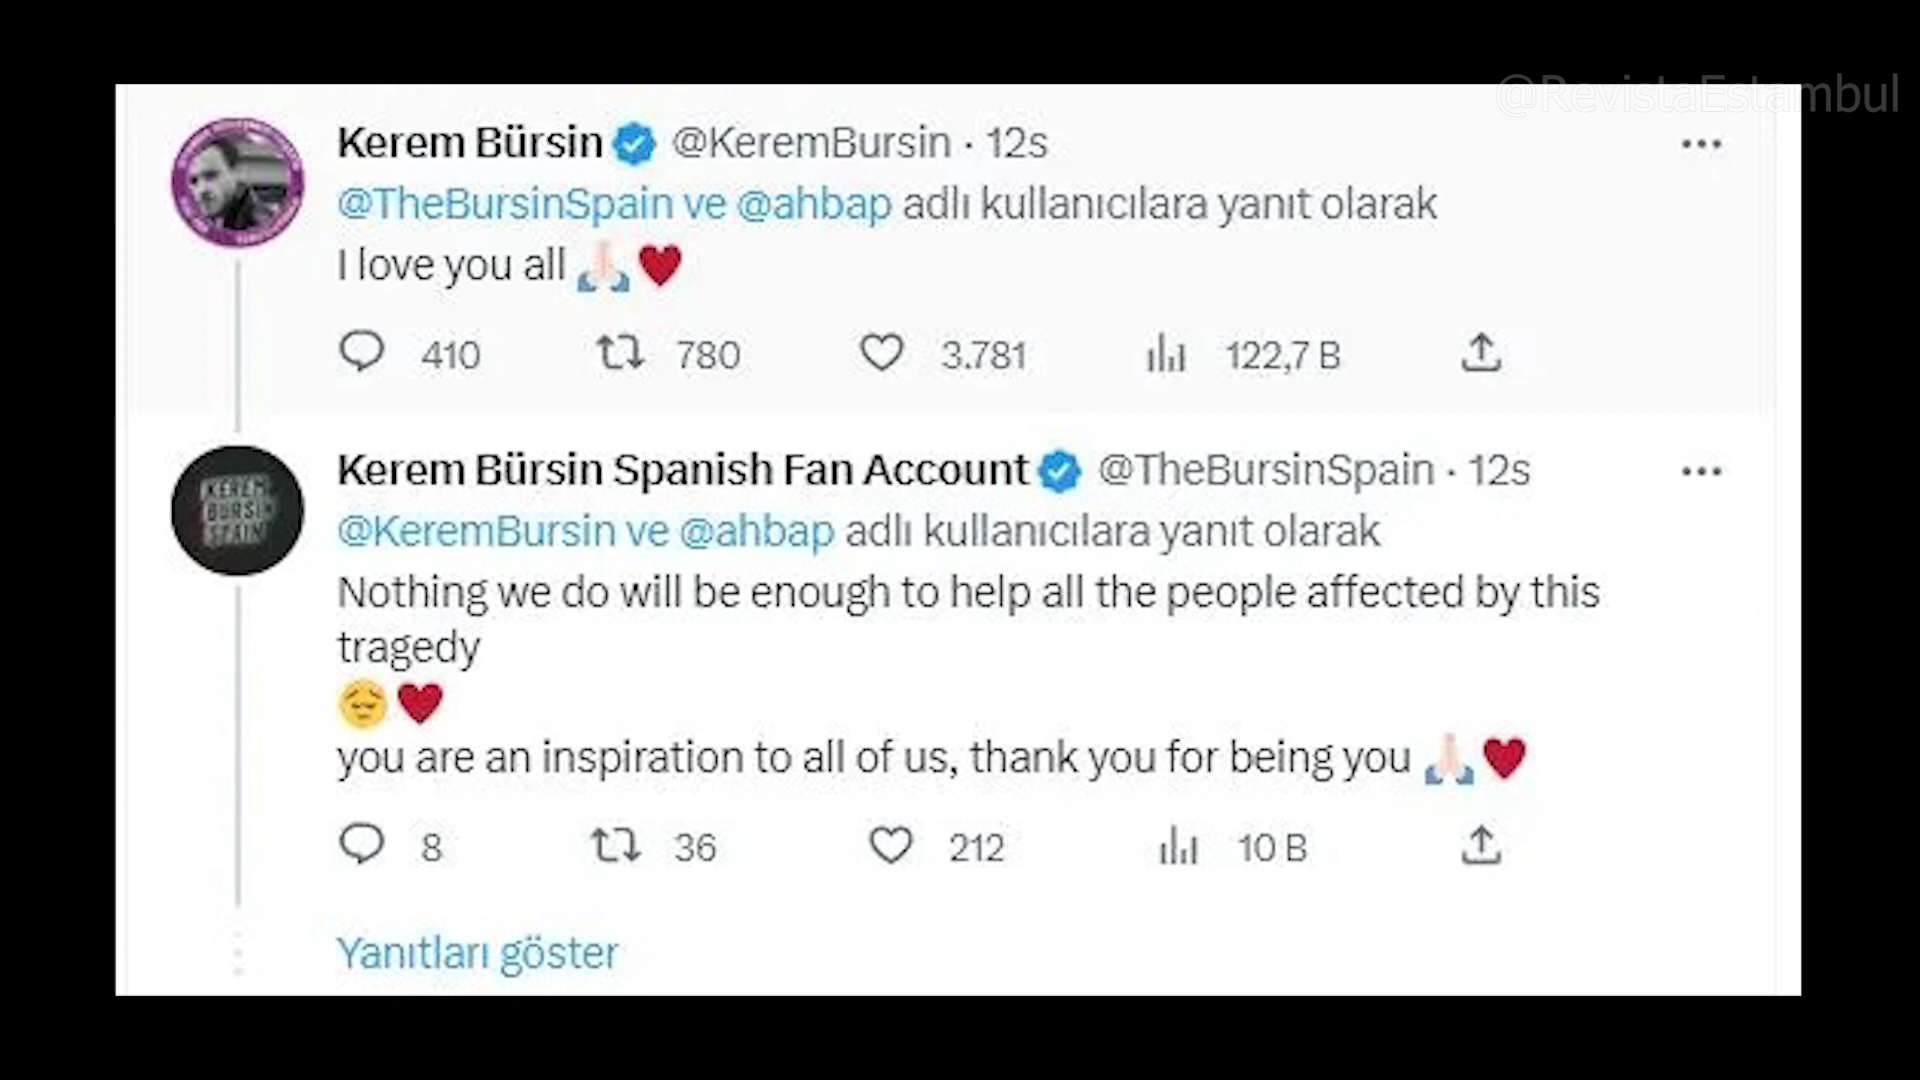 @RevistaEstambul
Kerem Bürsin @KeremBursin · 12s
@TheBursinSpain ve @ahbap adlı kullanıcılara yanıt olarak
I love you all 🙏🏻♥
410 780 3.781 122,7 B
KEREM
BURSIN
SPAIN
Kerem Bürsin Spanish Fan Account @TheBursinSpain · 12s
@KeremBursin ve @ahbap adlı kullanıcılara yanıt olarak
Nothing we do will be enough to help all the people affected by this
tragedy
😔♥
you are an inspiration to all of us, thank you for being you 🙏🏻♥
8 36 212 10 B
Yanıtları göster